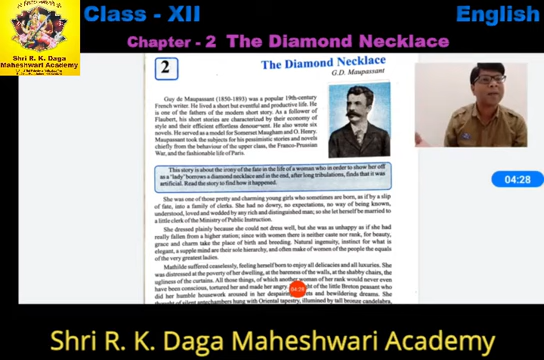 Class - XII
English
Chapter - 2 The Diamond Necklace
Shri R. K. Daga
Maheshwari Academy
2
The Diamond Necklace
G.D. Maupassant
Guy de Maupassant (1850-1893) was a popular 19th-century
French writer. He lived a short but eventful and productive life. He
is one of the fathers of the modern short story. As a follower of
Flaubert, his short stories are characterized by their economy of
style and their efficient effortless He also wrote six
novels. He served as a model for Somerset Maugham and O. Henry.
Maupassant took the subjects for his pessimistic stories and novels
chiefly from the behaviour of the upper class, the Franco-Prussian
War, and the fashionable life of Paris.
This story is about the irony of the fate in the life of a woman who in order to show her off
as a 'lady' borrows a diamond necklace and in the end, after long tribulations, finds that it was
artificial. Read the story to find how it happened.
She was one of those pretty and charming young girls who sometimes are born, as if by a slip
of fate, into a family of clerks. She had no dowry, no expectations, no way of being known,
understood, loved and wedded by any rich and distinguished man; so she let herself be married to
a little clerk of the Ministry of Public Instruction.
She dressed plainly because she could not dress well, but she was as unhappy as if she had
really fallen from a higher station; since with women there is neither caste nor rank, for beauty,
grace and charm take the place of birth and breeding. Natural ingenuity, instinct for what is
elegant, a supple mind are their sole hierarchy, and often make of women of the people the equals
of the very greatest ladies.
Mathilde suffered ceaselessly, feeling herself born to enjoy all delicacies and all luxuries. She
was distressed at the poverty of her dwelling, at the bareness of the walls, at the shabby chairs, the
ugliness of the curtains. All those things, of which another woman of her rank would never even
have been conscious, tortured her and made her angry. of the little Breton peasant who
did her humble housework aroused in her and bewildering dreams. She
thought of silent antechambers hung with Oriental tapestry, illumined by tall bronze candelabra,
04:28
04:28
Shri R. K. Daga Maheshwari Academy